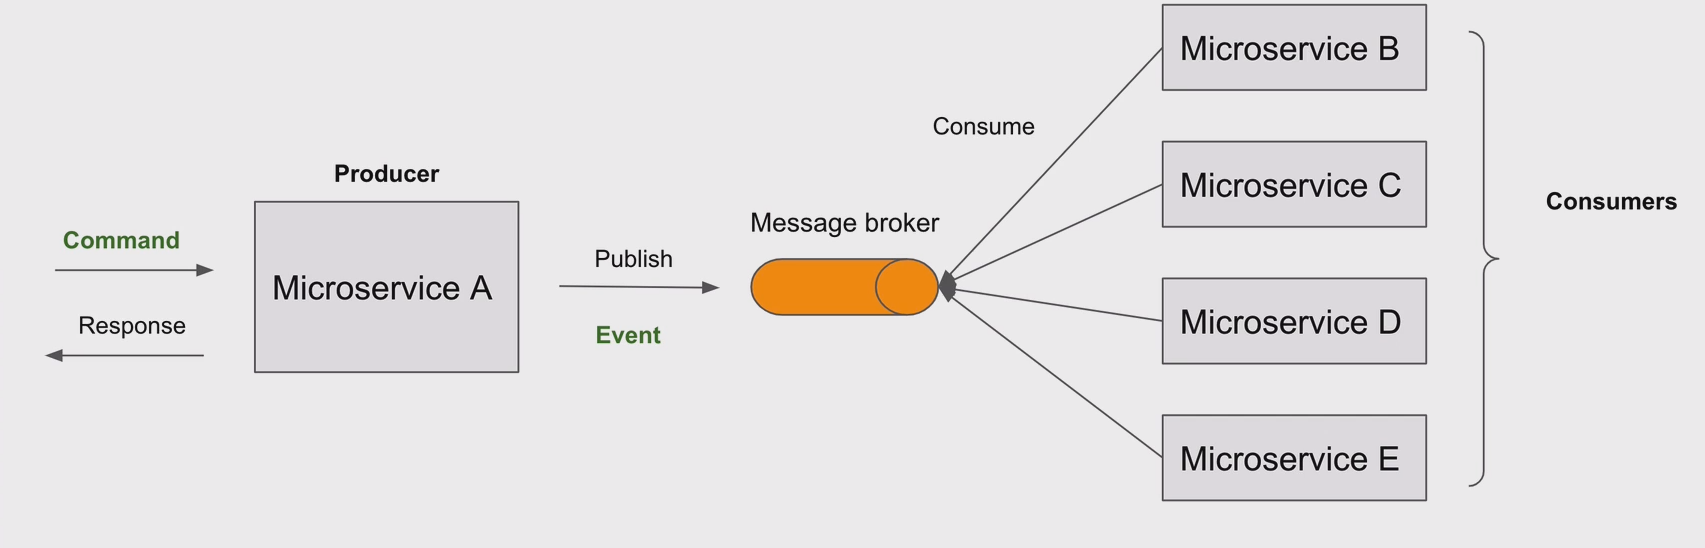 Command
Response
Producer
Microservice A
Publish
Event
Message broker
Consume
Microservice B
Microservice C
Microservice D
Microservice E
Consumers